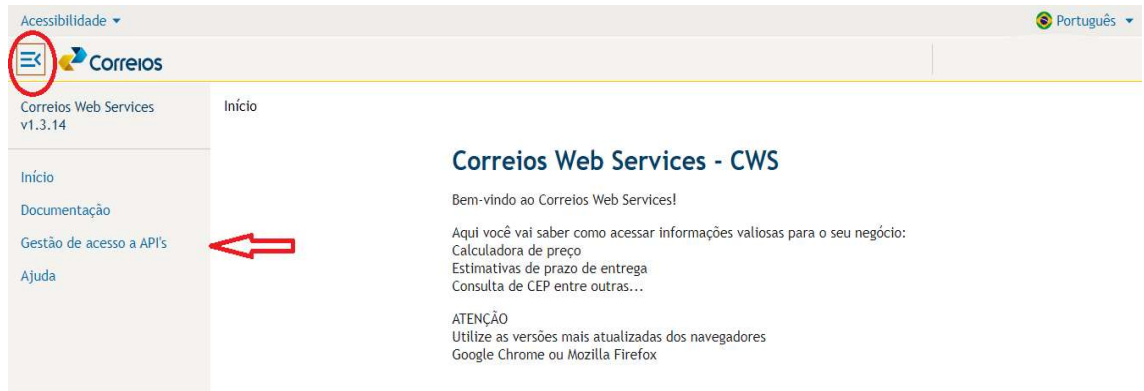 Acessibilidade
Português
Correios
Correios Web Services
v1.3.14
Início
Documentação
Gestão de acesso a API's
Ajuda
Início
Correios Web Services - CWS
Bem-vindo ao Correios Web Services!
Aqui você vai saber como acessar informações valiosas para o seu negócio:
Calculadora de preço
Estimativas de prazo de entrega
Consulta de CEP entre outras...
ATENÇÃO
Utilize as versões mais atualizadas dos navegadores
Google Chrome ou Mozilla Firefox